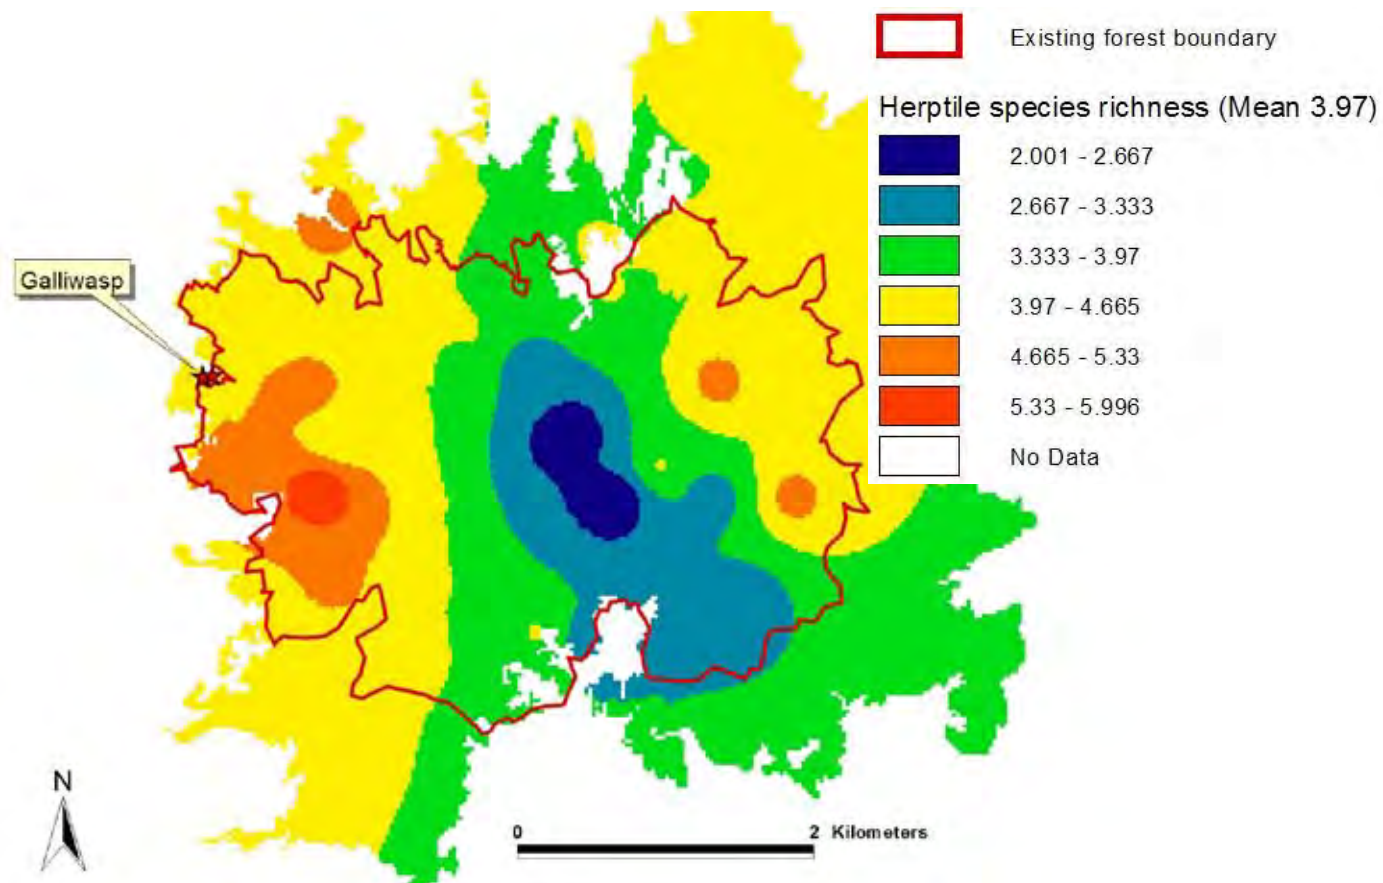 Existing forest boundary
Herptile species richness (Mean 3.97)
2.001 - 2.667
2.667 - 3.333
3.333 - 3.97
3.97 - 4.665
4.665 - 5.33
5.33 - 5.996
No Data
Galliwasp
N
0 2 Kilometers